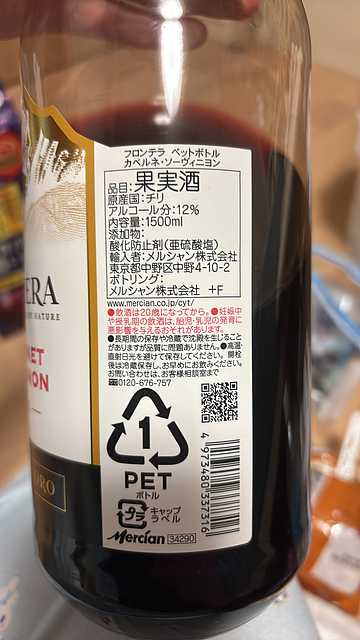 フロンテラ ペットボトル
カベルネ・ソーヴィニヨン
品目:果実酒
原産国:チリ
アルコール分:12%
内容量:1500ml
添加物:
酸化防止剤(亜硫酸塩)
輸入者:メルシャン株式会社
東京都中野区中野4-10-2
ボトリング:
メルシャン株式会社 +F
www.mercian.co.jp/cyt/
●飲酒は20歳になってから。●妊娠中
や授乳期の飲酒は、胎児・乳児の発育に
悪影響を与えるおそれがあります。
●長期間の保存や冷蔵で沈殿を生じること
がありますが品質に問題ありません。●高温・
直射日光を避けて保存してください。開栓
後は冷蔵保存し、お早めにお飲みください。
お問い合わせは、お客様相談室まで
0120-676-757
1
PET
ボトル
プラ
キャップ
ラベル
Mercian 34290
4 973480 337316
ERA
NATURE
ET
NON
ORO